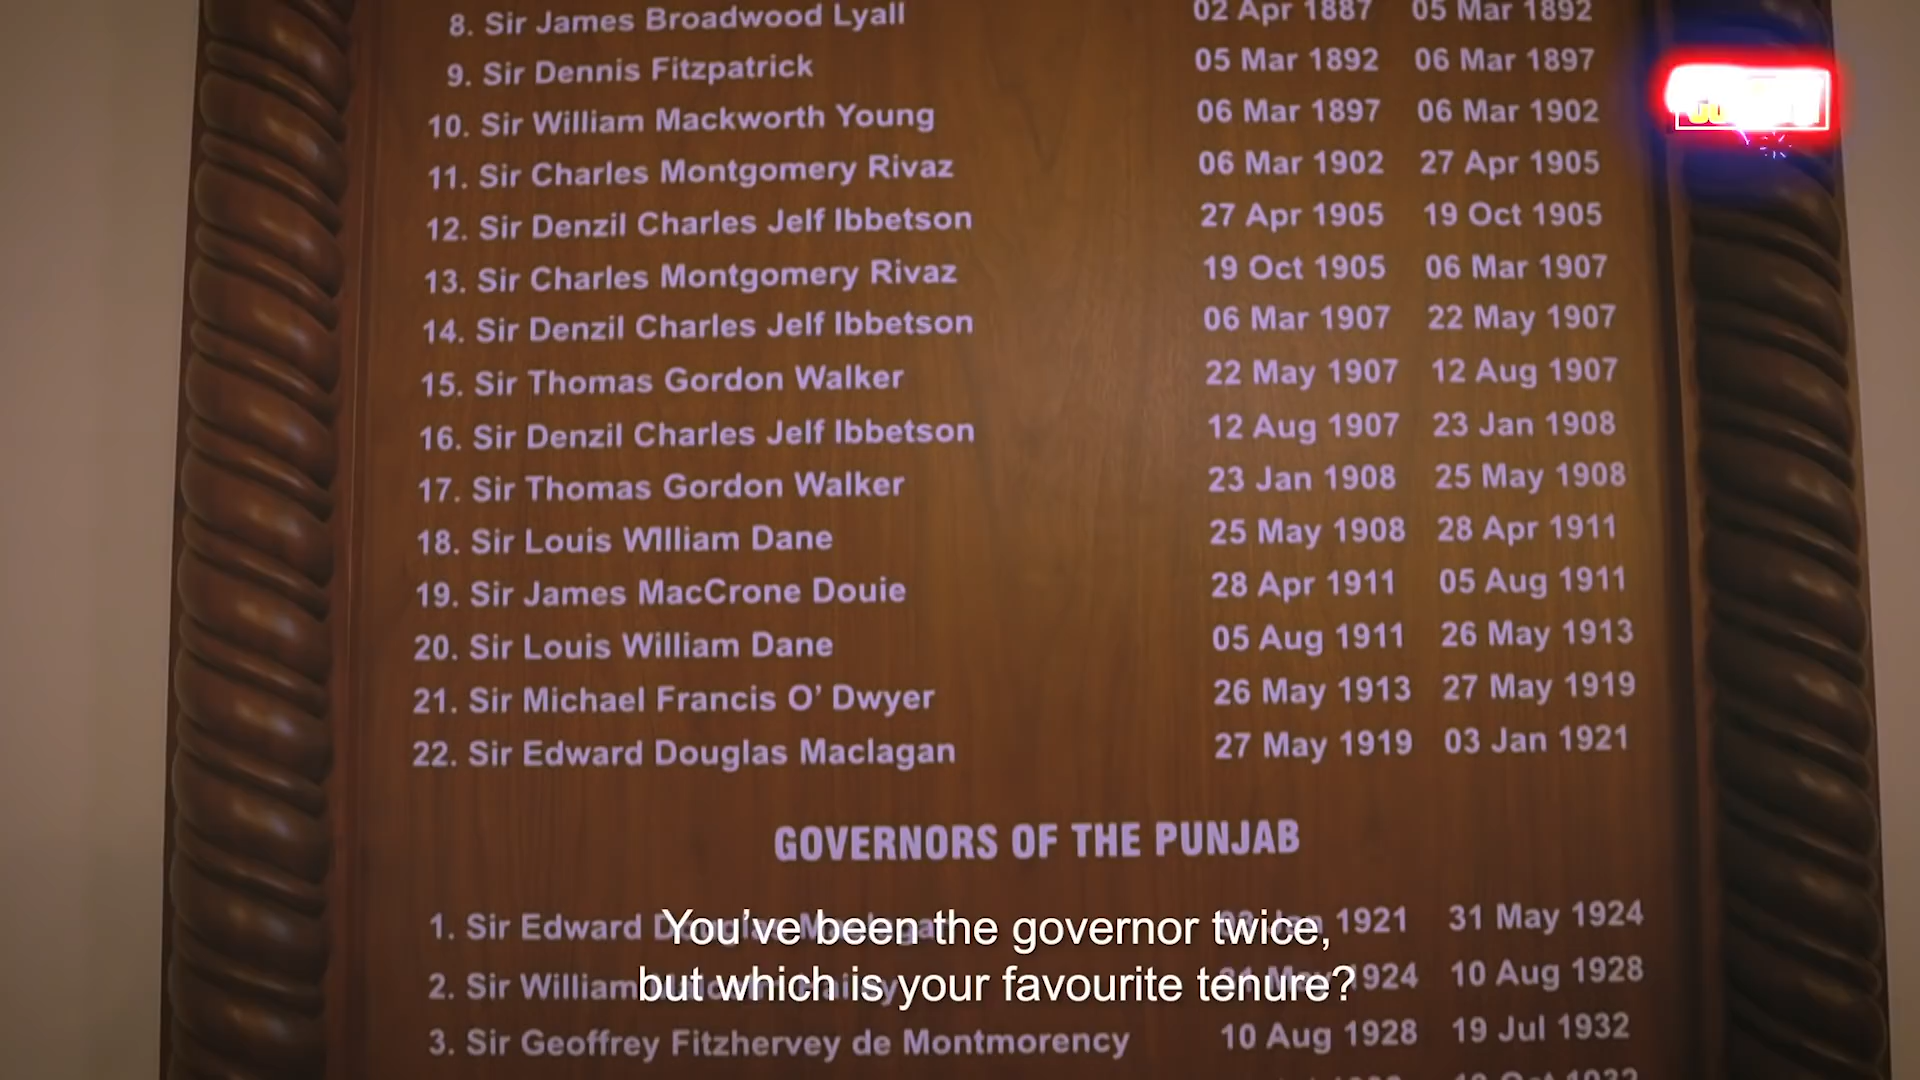 8. Sir James Broadwood Lyall 02 Apr 1887 05 Mar 1892
9. Sir Dennis Fitzpatrick 05 Mar 1892 06 Mar 1897
10. Sir William Mackworth Young 06 Mar 1897 06 Mar 1902
11. Sir Charles Montgomery Rivaz 06 Mar 1902 27 Apr 1905
12. Sir Denzil Charles Jelf Ibbetson 27 Apr 1905 19 Oct 1905
13. Sir Charles Montgomery Rivaz 19 Oct 1905 06 Mar 1907
14. Sir Denzil Charles Jelf Ibbetson 06 Mar 1907 22 May 1907
15. Sir Thomas Gordon Walker 22 May 1907 12 Aug 1907
16. Sir Denzil Charles Jelf Ibbetson 12 Aug 1907 23 Jan 1908
17. Sir Thomas Gordon Walker 23 Jan 1908 25 May 1908
18. Sir Louis WIlliam Dane 25 May 1908 28 Apr 1911
19. Sir James MacCrone Douie 28 Apr 1911 05 Aug 1911
20. Sir Louis William Dane 05 Aug 1911 26 May 1913
21. Sir Michael Francis O' Dwyer 26 May 1913 27 May 1919
22. Sir Edward Douglas Maclagan 27 May 1919 03 Jan 1921
GOVERNORS OF THE PUNJAB
1. Sir Edward 1921 31 May 1924
You've been the governor twice,
2. Sir William 1924 10 Aug 1928
but which is your favourite tenure?
3. Sir Geoffrey Fitzhervey de Montmorency 10 Aug 1928 19 Jul 1932